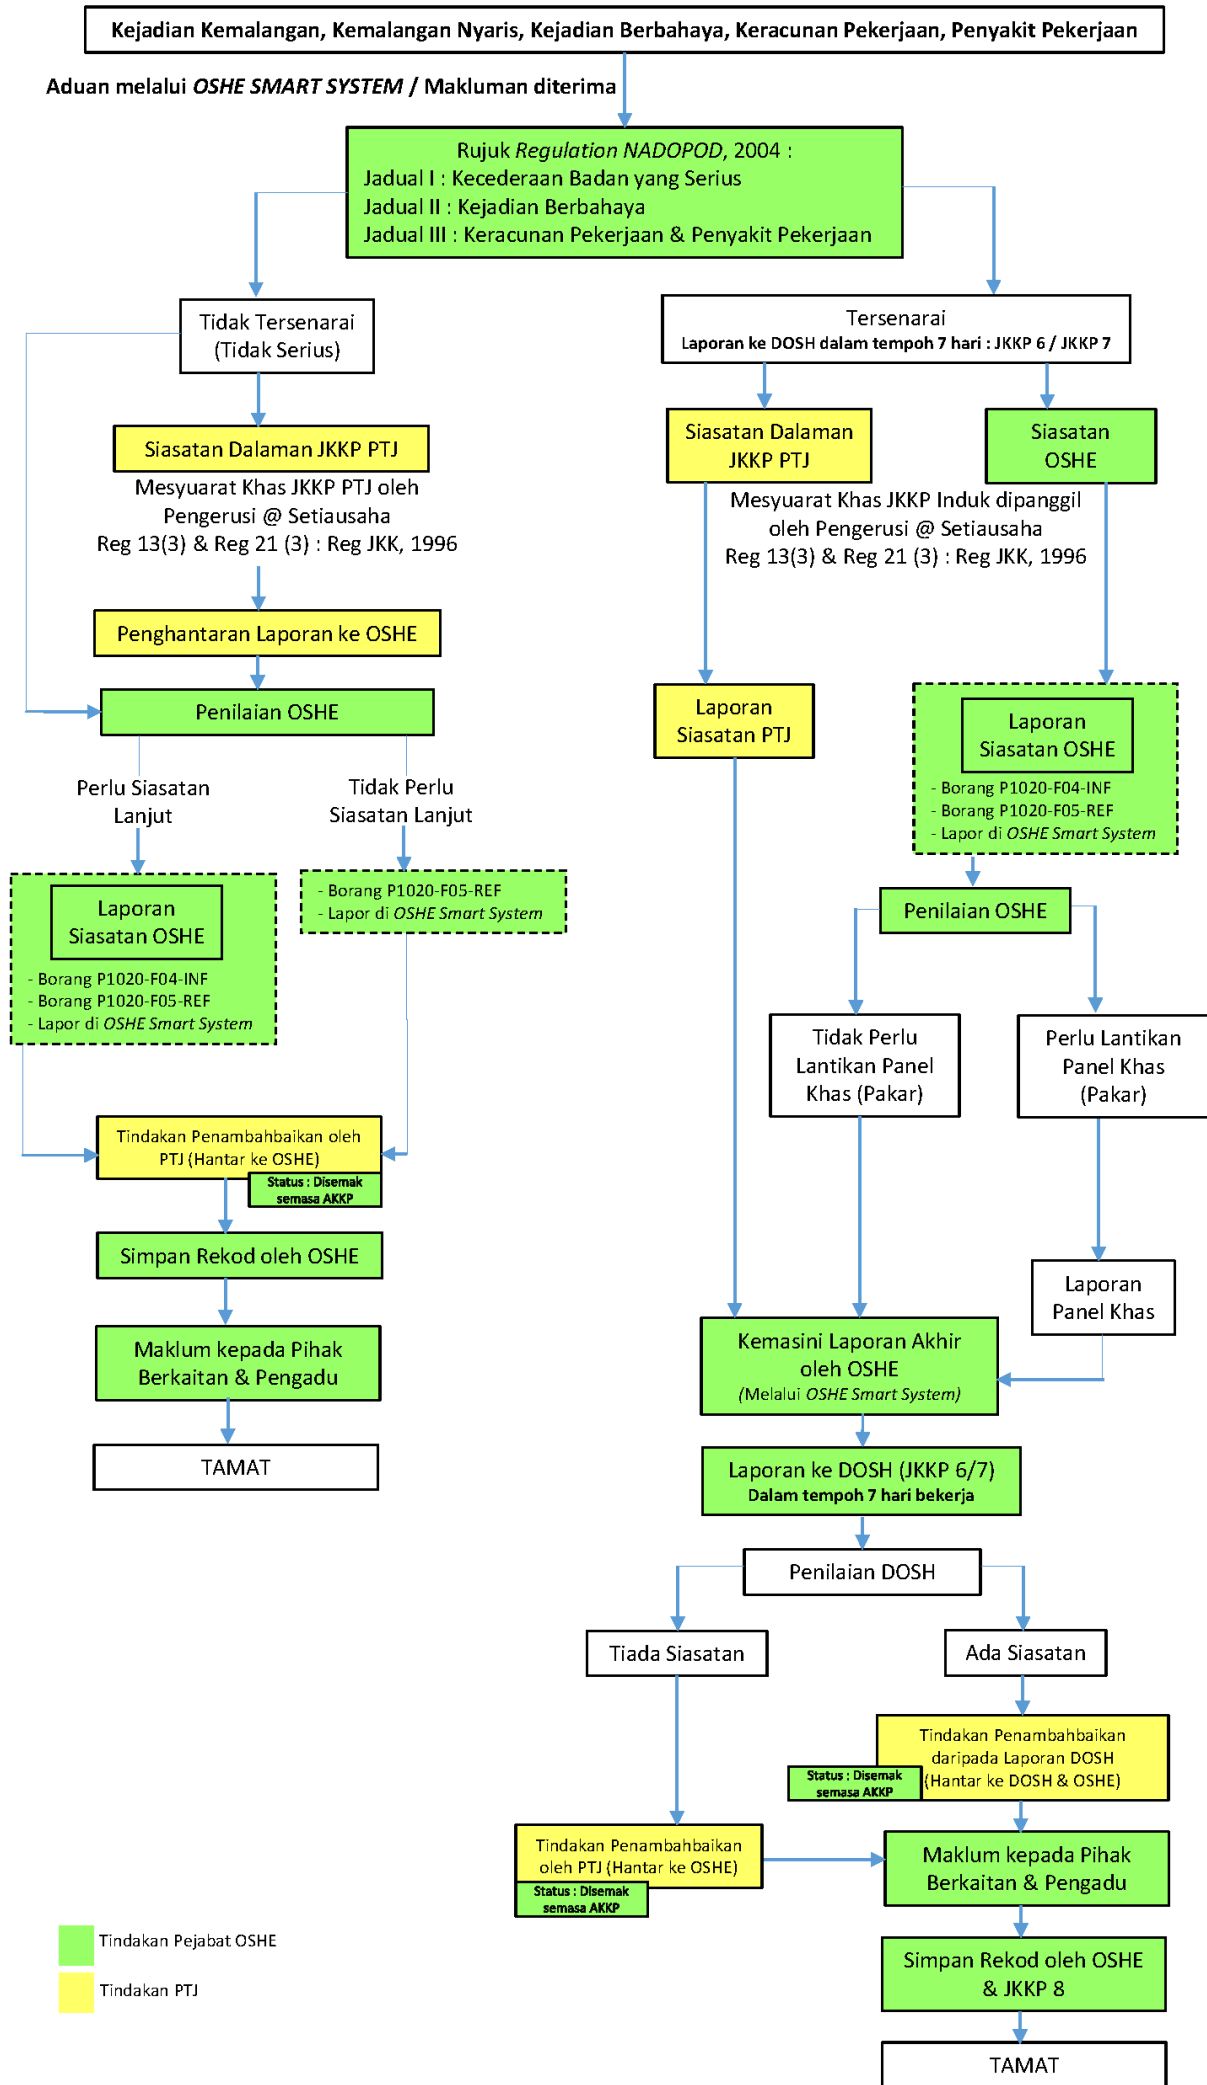 Kejadian Kemalangan, Kemalangan Nyaris, Kejadian Berbahaya, Keracunan Pekerjaan, Penyakit Pekerjaan
Aduan melalui OSHE SMART SYSTEM / Makluman diterima
Rujuk Regulation NADOPOD, 2004 :
Jadual I : Kecederaan Badan yang Serius
Jadual II : Kejadian Berbahaya
Jadual III : Keracunan Pekerjaan & Penyakit Pekerjaan
Tidak Tersenarai
(Tidak Serius)
Siasatan Dalaman JKKP PTJ
Mesyuarat Khas JKKP PTJ oleh
Pengerusi @ Setiausaha
Reg 13(3) & Reg 21 (3) : Reg JKK, 1996
Penghantaran Laporan ke OSHE
Penilaian OSHE
Perlu Siasatan
Lanjut
Tidak Perlu
Siasatan Lanjut
Laporan
Siasatan OSHE
- Borang P1020-F04-INF
- Borang P1020-F05-REF
- Lapor di OSHE Smart System
- Borang P1020-F05-REF
- Lapor di OSHE Smart System
Tindakan Penambahbaikan oleh
PTJ (Hantar ke OSHE)
Status : Disemak
semasa AKKP
Simpan Rekod oleh OSHE
Maklum kepada Pihak
Berkaitan & Pengadu
TAMAT
Tersenarai
Laporan ke DOSH dalam tempoh 7 hari : JKKP 6 / JKKP 7
Siasatan Dalaman
JKKP PTJ
Siasatan
OSHE
Mesyuarat Khas JKKP Induk dipanggil
oleh Pengerusi @ Setiausaha
Reg 13(3) & Reg 21 (3) : Reg JKK, 1996
Laporan
Siasatan PTJ
Laporan
Siasatan OSHE
- Borang P1020-F04-INF
- Borang P1020-F05-REF
- Lapor di OSHE Smart System
Penilaian OSHE
Tidak Perlu
Lantikan Panel
Khas (Pakar)
Perlu Lantikan
Panel Khas
(Pakar)
Laporan
Panel Khas
Kemasini Laporan Akhir
oleh OSHE
(Melalui OSHE Smart System)
Laporan ke DOSH (JKKP 6/7)
Dalam tempoh 7 hari bekerja
Penilaian DOSH
Tiada Siasatan
Ada Siasatan
Tindakan Penambahbaikan
daripada Laporan DOSH
(Hantar ke DOSH & OSHE)
Status : Disemak
semasa AKKP
Tindakan Penambahbaikan
oleh PTJ (Hantar ke OSHE)
Status : Disemak
semasa AKKP
Maklum kepada Pihak
Berkaitan & Pengadu
Simpan Rekod oleh OSHE
& JKKP 8
TAMAT
Tindakan Pejabat OSHE
Tindakan PTJ